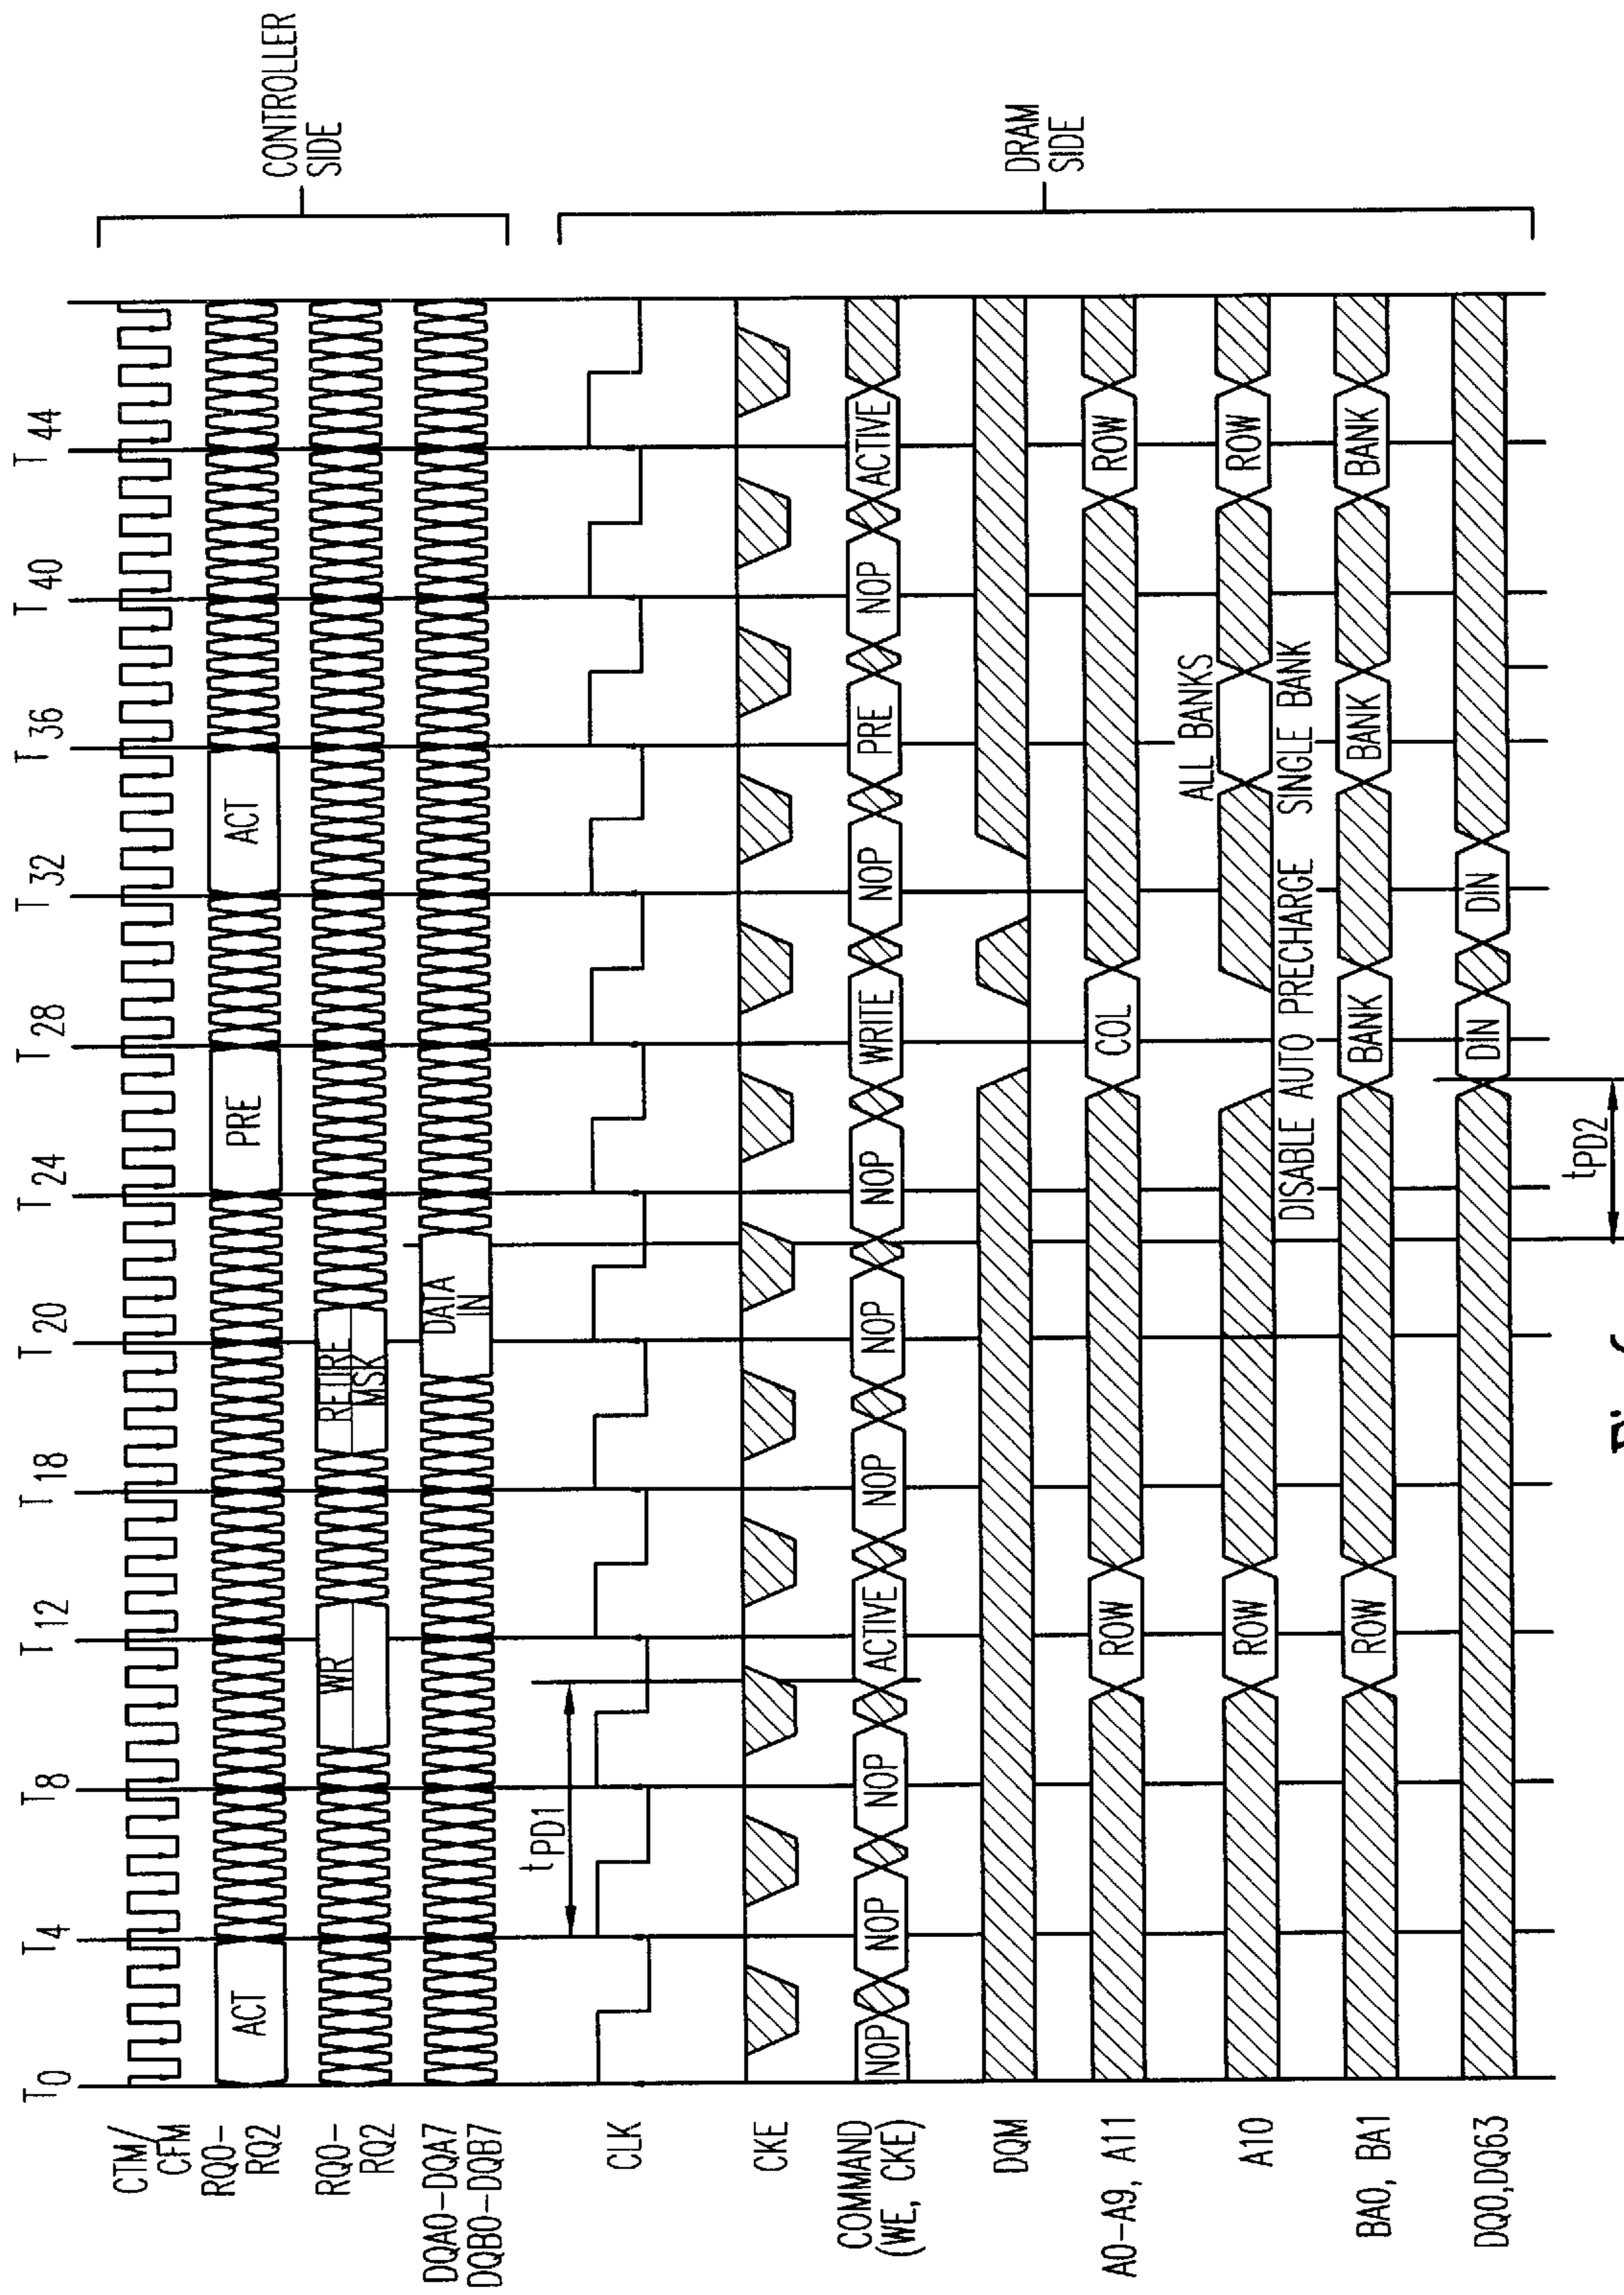 T0 T4 T8 T12 T18 T20 T24 T28 T32 T36 T40 T44
CTM/
CFM
RQ0-
RQ2
ACT PRE ACT
RQ0-
RQ2
WR RETIRE
MSK
DQA0-DQA7
DQB0-DQB7
DATA
IN
CONTROLLER
SIDE
tPD1
CLK
CKE
COMMAND
(WE, CKE)
NOP NOP NOP ACTIVE NOP NOP NOP WRITE NOP PRE NOP ACTIVE
DQM
A0-A9, A11
ROW COL ROW
ALL BANKS
A10
ROW ROW
DISABLE AUTO PRECHARGE SINGLE BANK
BA0, BA1
ROW BANK BANK BANK
DQ0,DQ63
DIN DIN
DRAM
SIDE
tPD2